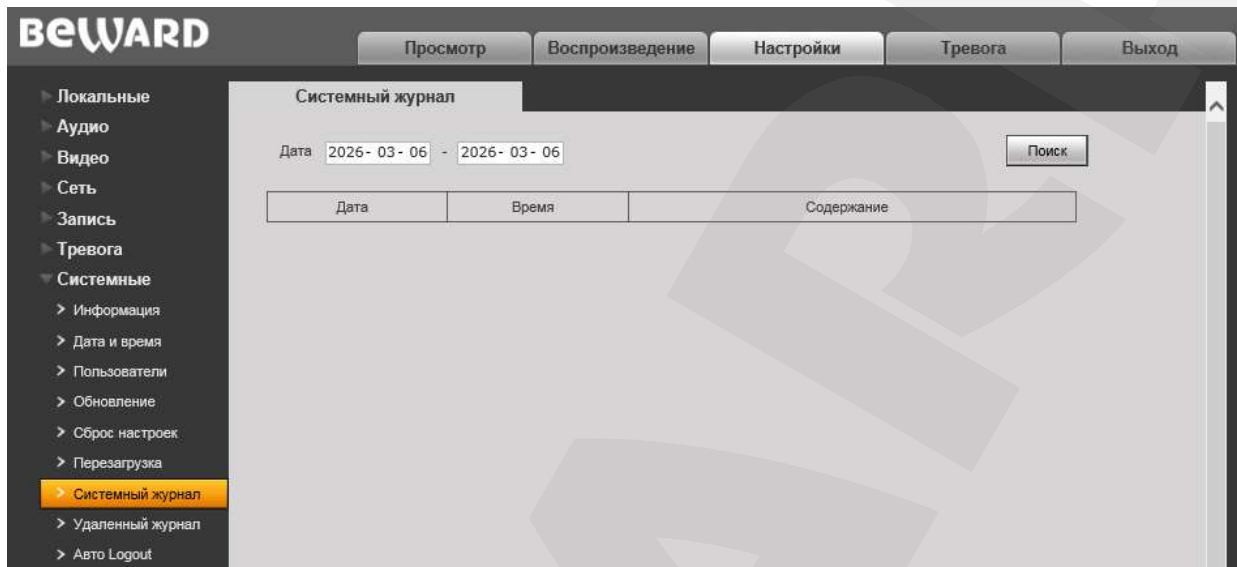 BEWARD
Просмотр Воспроизведение Настройки Тревога Выход
Локальные
Аудио
Видео
Сеть
Запись
Тревога
Системные
Информация
Дата и время
Пользователи
Обновление
Сброс настроек
Перезагрузка
Системный журнал
Удаленный журнал
Авто Logout
Системный журнал
Дата 2026- 03- 06 - 2026- 03- 06 Поиск
Дата Время Содержание